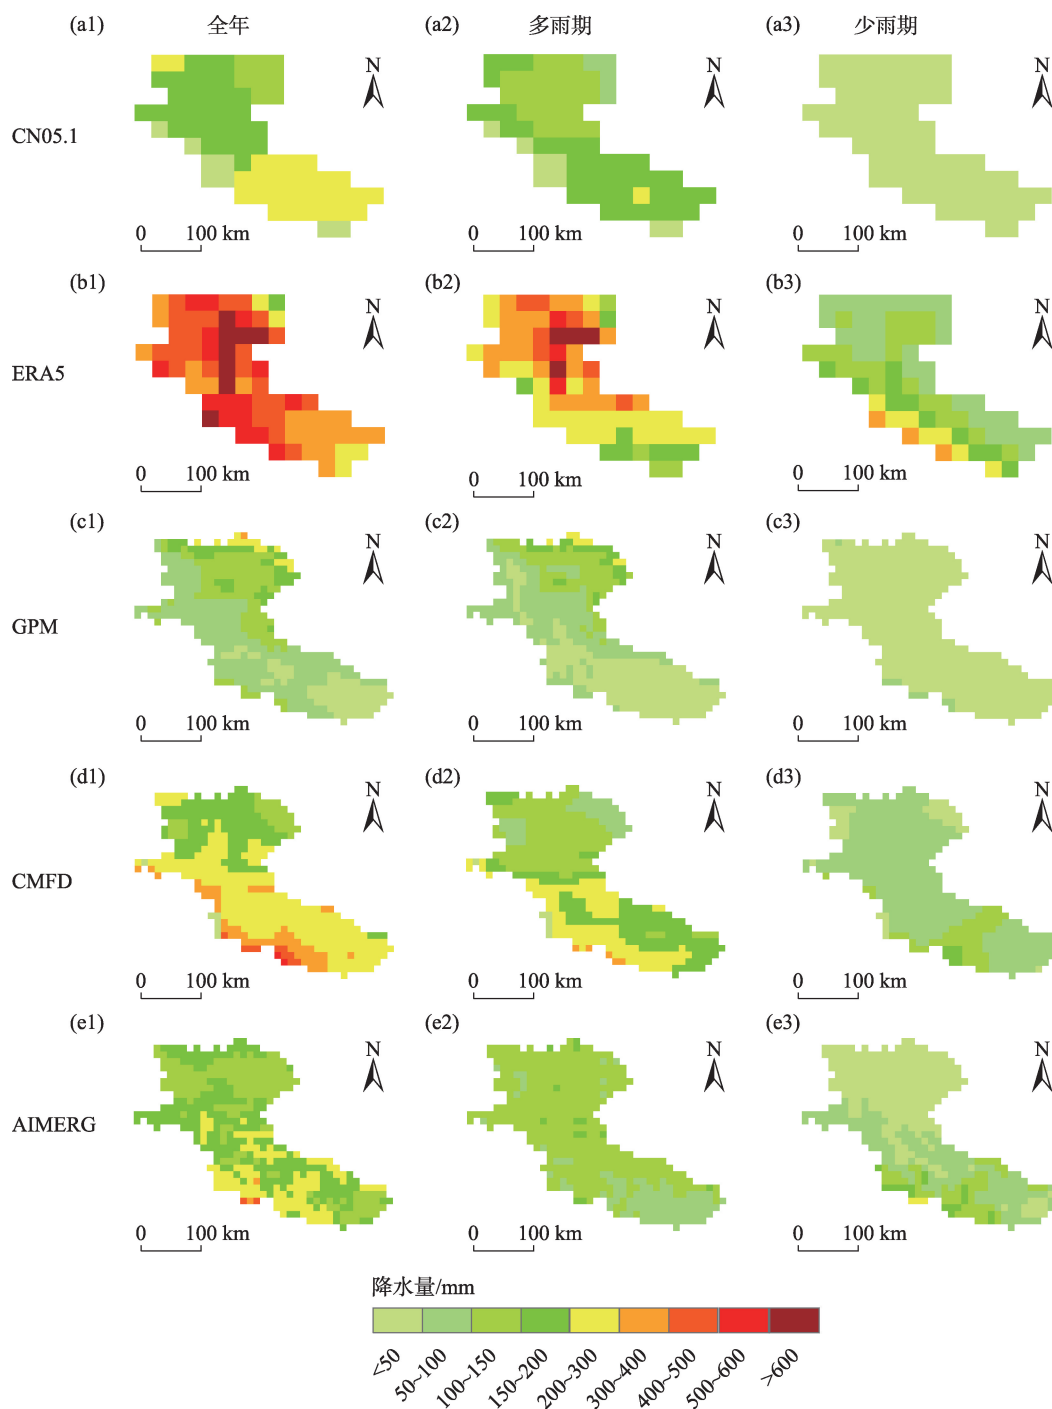 (a1) 全年 (a2) 多雨期 (a3) 少雨期
N N N
CN05.1
0 100 km 0 100 km 0 100 km
(b1) (b2) (b3)
N N N
ERA5
0 100 km 0 100 km 0 100 km
(c1) (c2) (c3)
N N N
GPM
0 100 km 0 100 km 0 100 km
(d1) (d2) (d3)
N N N
CMFD
0 100 km 0 100 km 0 100 km
(e1) (e2) (e3)
N N N
AIMERG
0 100 km 0 100 km 0 100 km
降水量/mm
<50 50~100 100~150 150~200 200~300 300~400 400~500 500~600 >600